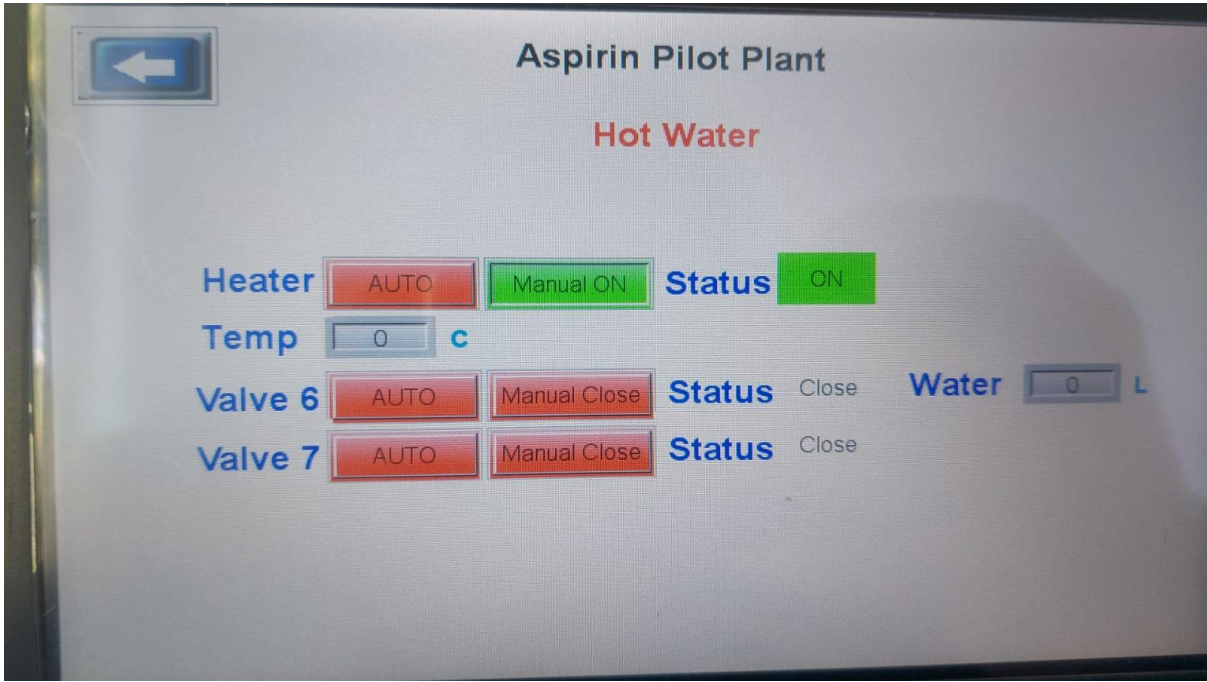 Aspirin Pilot Plant
Hot Water
Heater AUTO Manual ON Status ON
Temp 0 C
Valve 6 AUTO Manual Close Status Close Water 0 L
Valve 7 AUTO Manual Close Status Close